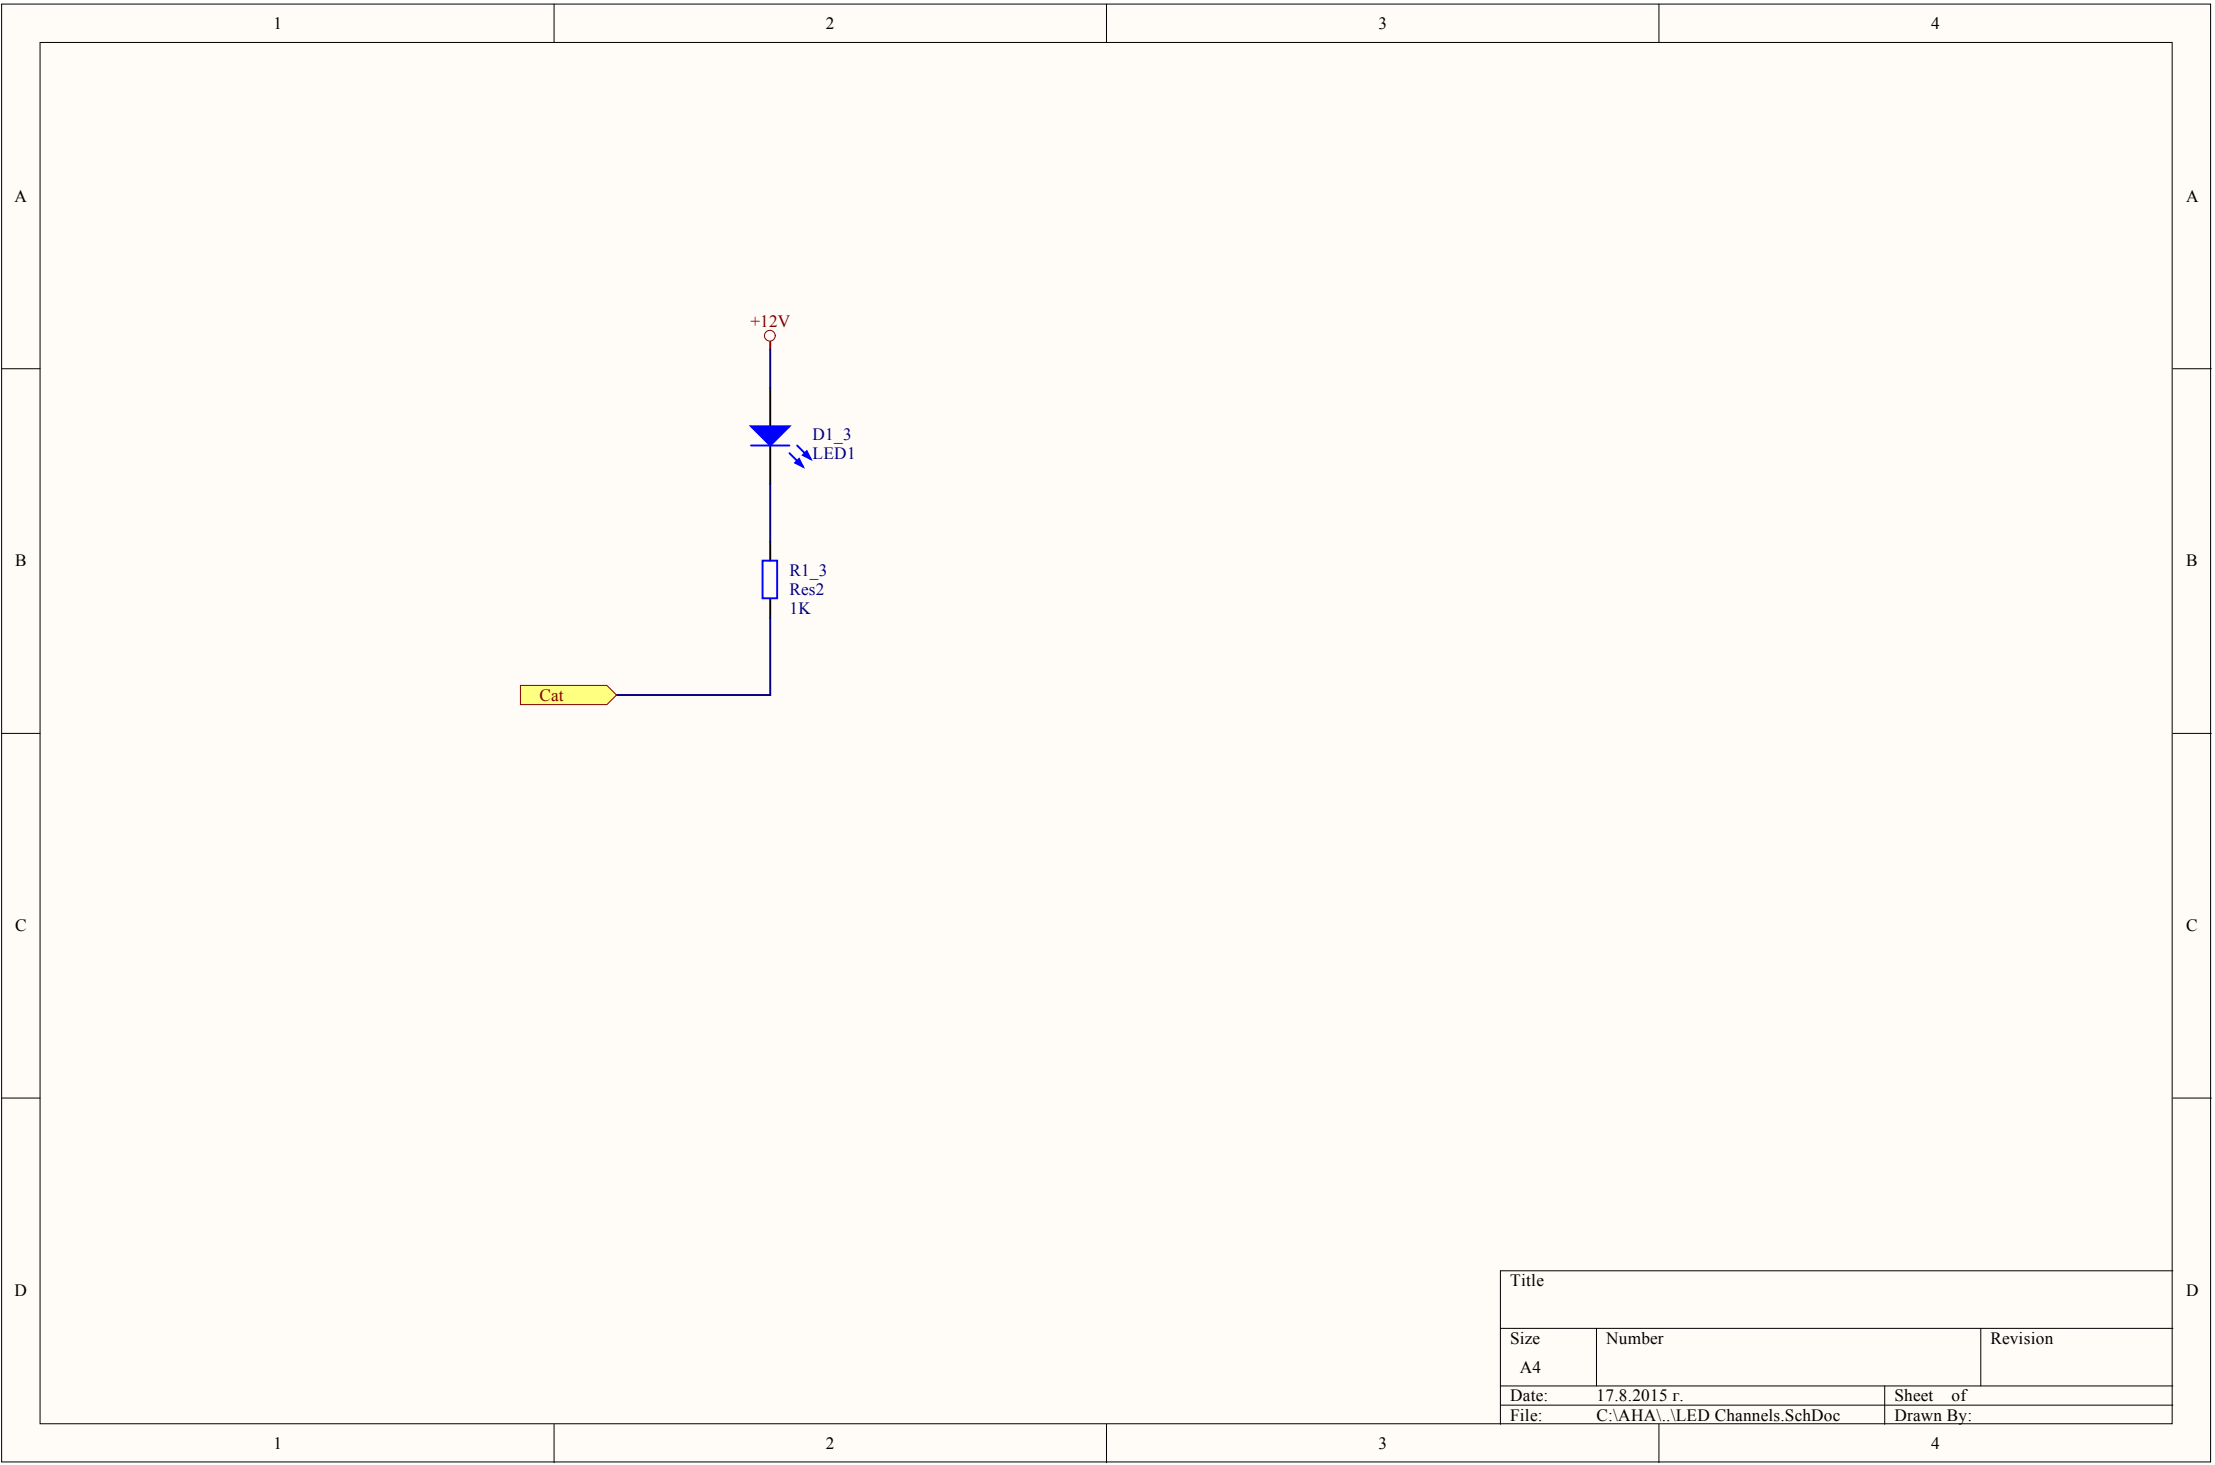 1 2 3 4
A A
+12V
D1_3
LED1
B B
R1_3
Res2
1K
Cat
C C
D D
Title
Size Number Revision
A4
Date: 17.8.2015 г. Sheet of
File: C:\AHA\..\LED Channels.SchDoc Drawn By:
1 2 3 4